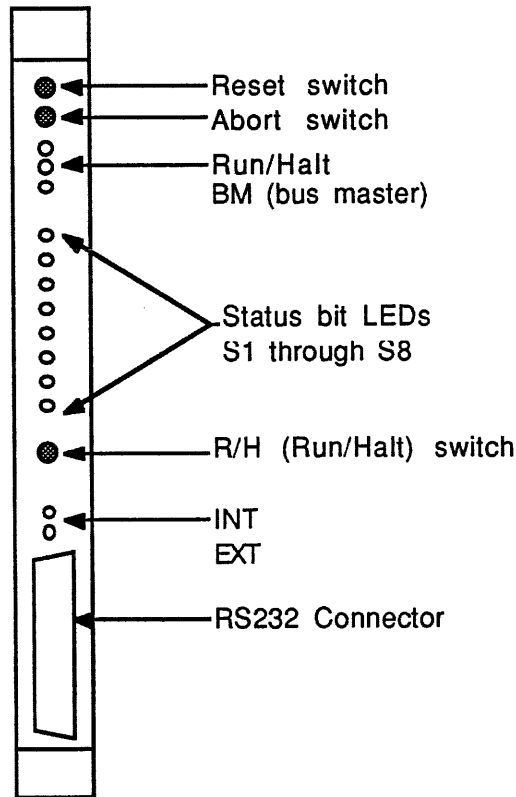 Reset switch
Abort switch
Run/Halt
BM (bus master)
Status bit LEDs
S1 through S8
R/H (Run/Halt) switch
INT
EXT
RS232 Connector